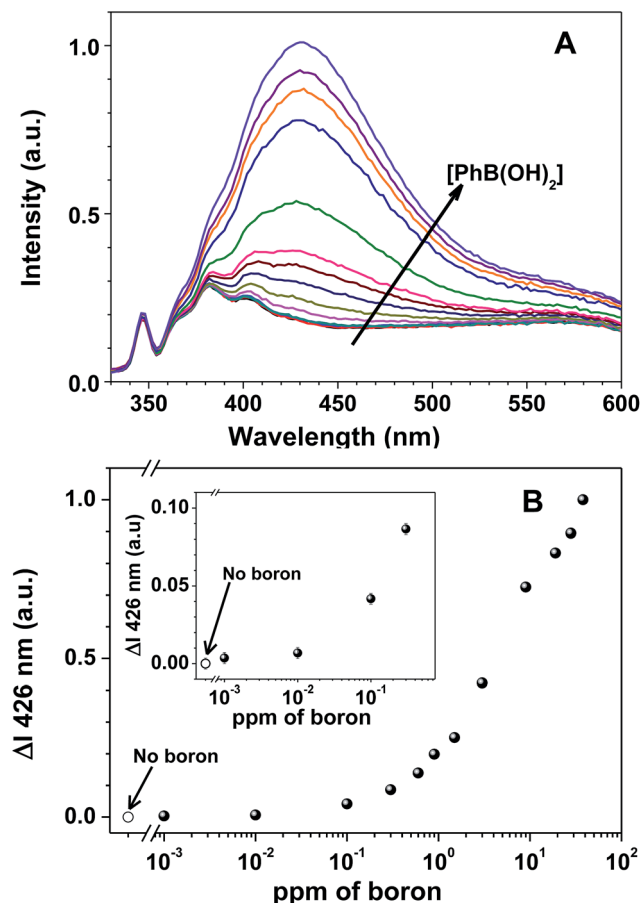 A
1.0
0.5
0.0
Intensity (a.u.)
[PhB(OH)₂]
350 400 450 500 550 600
Wavelength (nm)
B
1.0
0.5
0.0
ΔI 426 nm (a.u.)
0.10
0.05
0.00
ΔI 426 nm (a.u)
No boron
10⁻³ 10⁻² 10⁻¹
ppm of boron
No boron
10⁻³ 10⁻² 10⁻¹ 10⁰ 10¹ 10²
ppm of boron